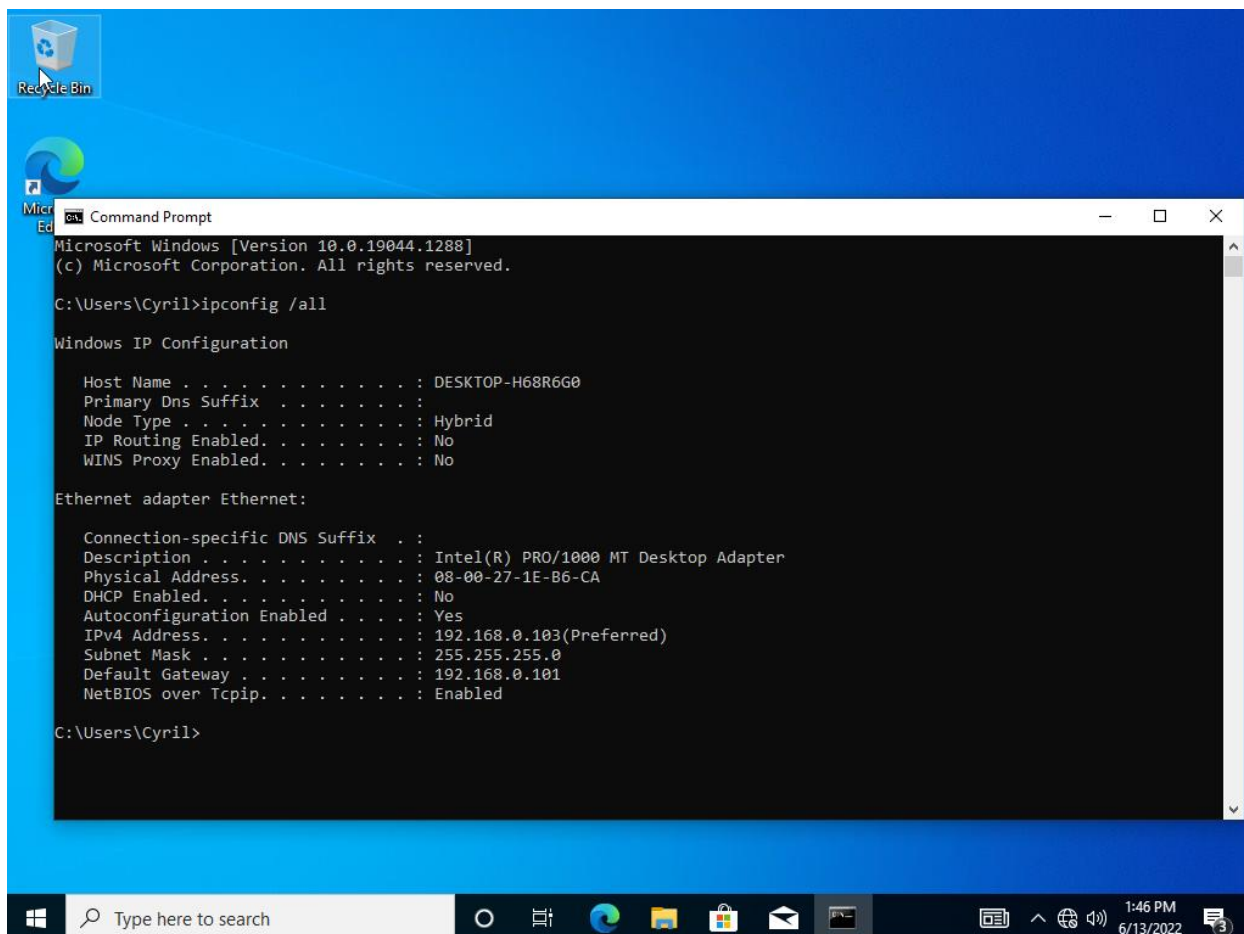 Recycle Bin
Micr
Ed
Command Prompt
Microsoft Windows [Version 10.0.19044.1288]
(c) Microsoft Corporation. All rights reserved.
C:\Users\Cyril>ipconfig /all
Windows IP Configuration
Host Name . . . . . . . . . . . . : DESKTOP-H68R6G0
Primary Dns Suffix  . . . . . . . :
Node Type . . . . . . . . . . . . : Hybrid
IP Routing Enabled. . . . . . . . : No
WINS Proxy Enabled. . . . . . . . : No
Ethernet adapter Ethernet:
Connection-specific DNS Suffix  . :
Description . . . . . . . . . . . : Intel(R) PRO/1000 MT Desktop Adapter
Physical Address. . . . . . . . . : 08-00-27-1E-B6-CA
DHCP Enabled. . . . . . . . . . . : No
Autoconfiguration Enabled . . . . : Yes
IPv4 Address. . . . . . . . . . . : 192.168.0.103(Preferred)
Subnet Mask . . . . . . . . . . . : 255.255.255.0
Default Gateway . . . . . . . . . : 192.168.0.101
NetBIOS over Tcpip. . . . . . . . : Enabled
C:\Users\Cyril>
Type here to search
1:46 PM
6/13/2022
3